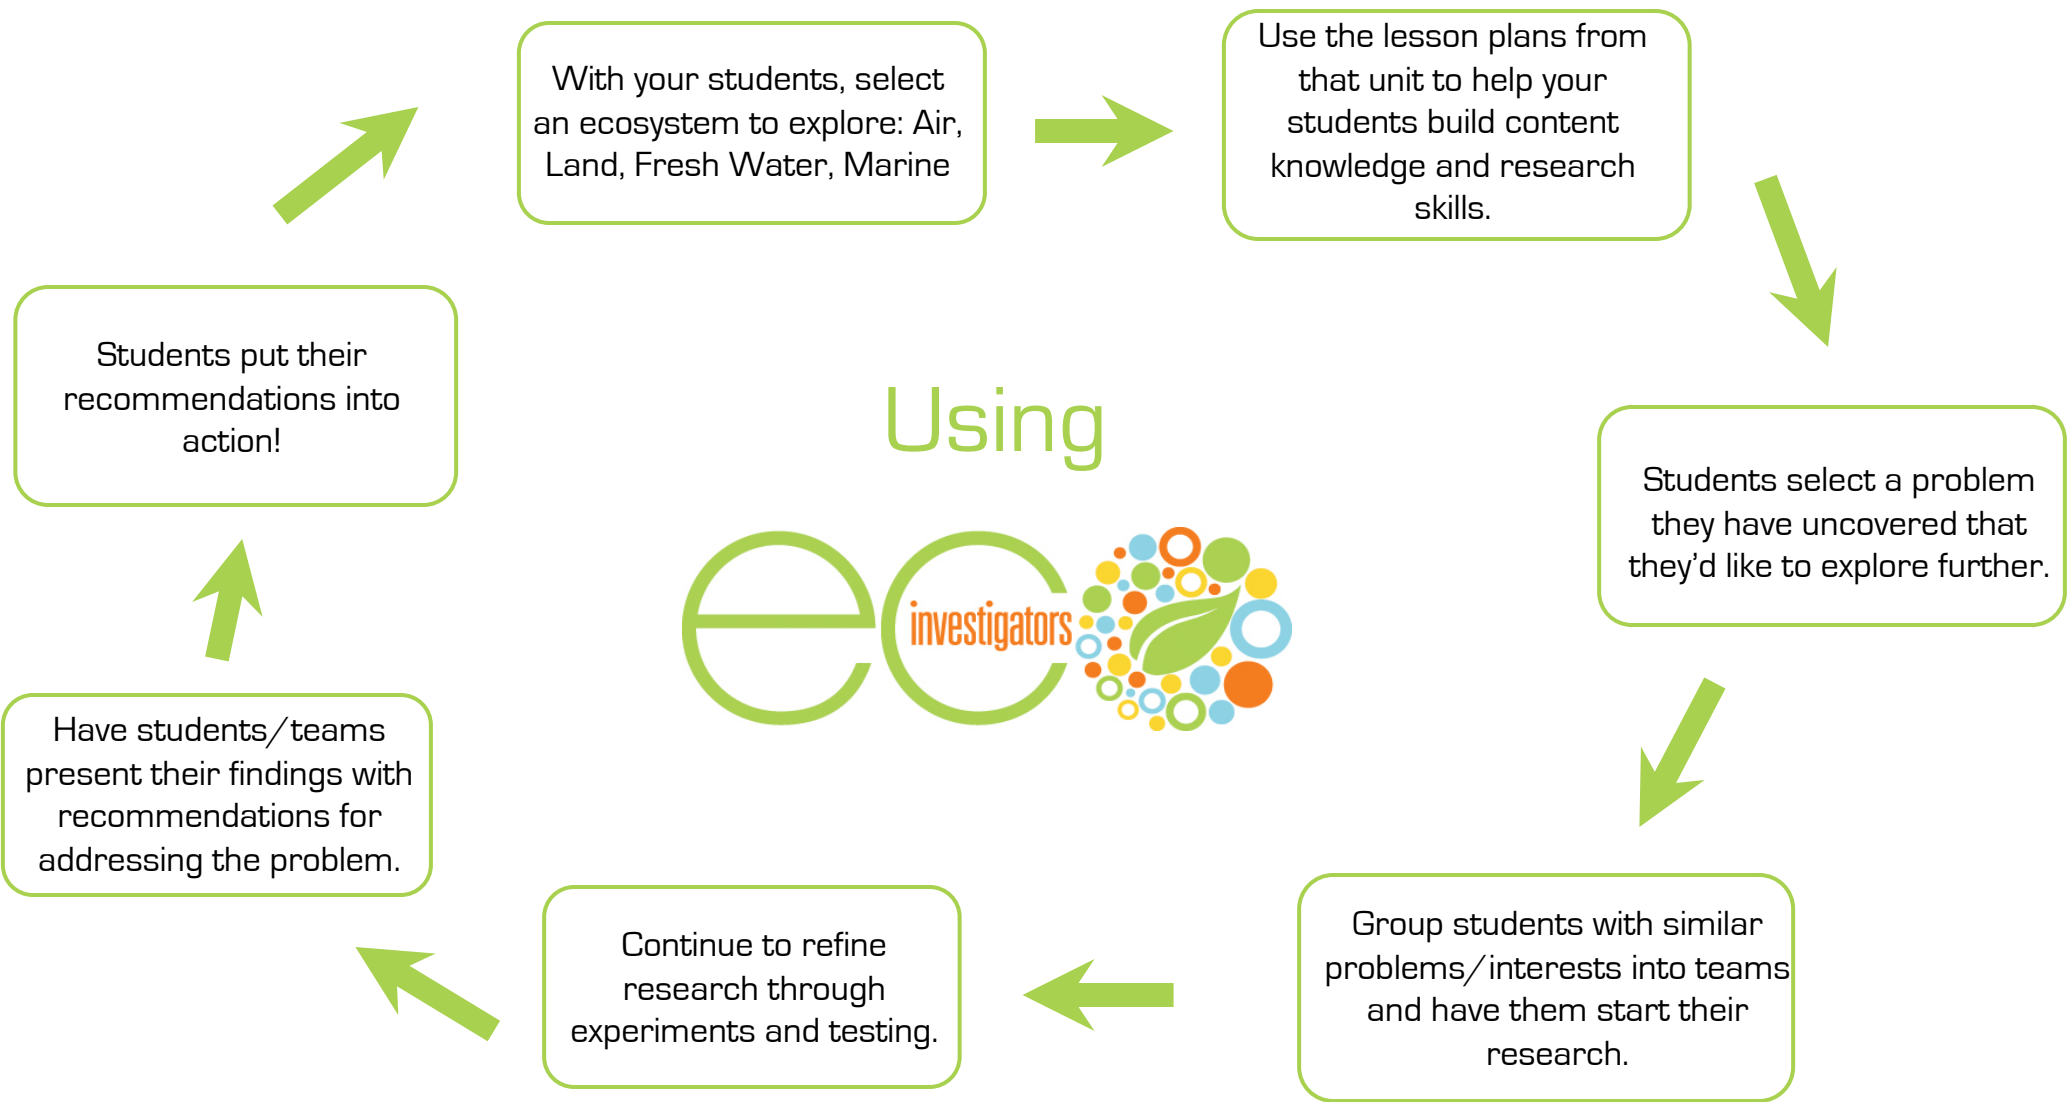 With your students, select
an ecosystem to explore: Air,
Land, Fresh Water, Marine
Use the lesson plans from
that unit to help your
students build content
knowledge and research
skills.
Students select a problem
they have uncovered that
they’d like to explore further.
Group students with similar
problems/interests into teams
and have them start their
research.
Continue to refine
research through
experiments and testing.
Have students/teams
present their findings with
recommendations for
addressing the problem.
Students put their
recommendations into
action!
Using
eco
investigators